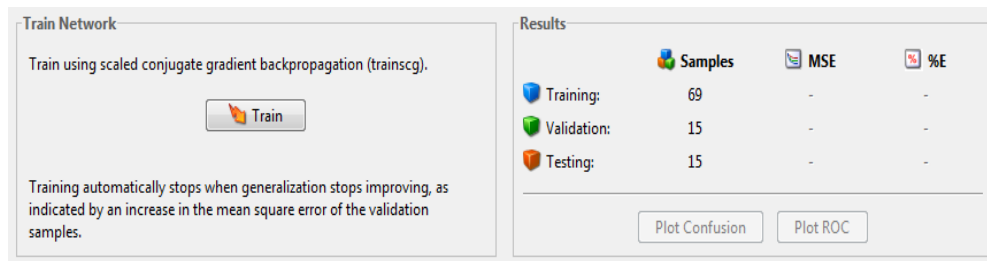 Train Network
Train using scaled conjugate gradient backpropagation (trainscg).
Train
Training automatically stops when generalization stops improving, as
indicated by an increase in the mean square error of the validation
samples.
Results
Samples MSE % %E
Training: 69 - -
Validation: 15 - -
Testing: 15 - -
Plot Confusion Plot ROC